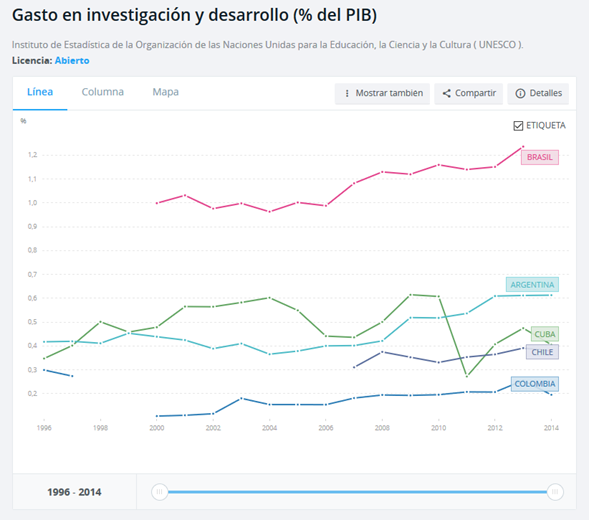 Gasto en investigación y desarrollo (% del PIB)
Instituto de Estadística de la Organización de las Naciones Unidas para la Educación, la Ciencia y la Cultura ( UNESCO ).
Licencia: Abierto
Línea Columna Mapa Mostrar también Compartir Detalles
%
ETIQUETA
1,2
BRASIL
1,1
1,0
0,9
0,8
0,7
ARGENTINA
0,6
0,5
CUBA
0,4
CHILE
0,3
COLOMBIA
0,2
1996 1998 2000 2002 2004 2006 2008 2010 2012 2014
1996 - 2014